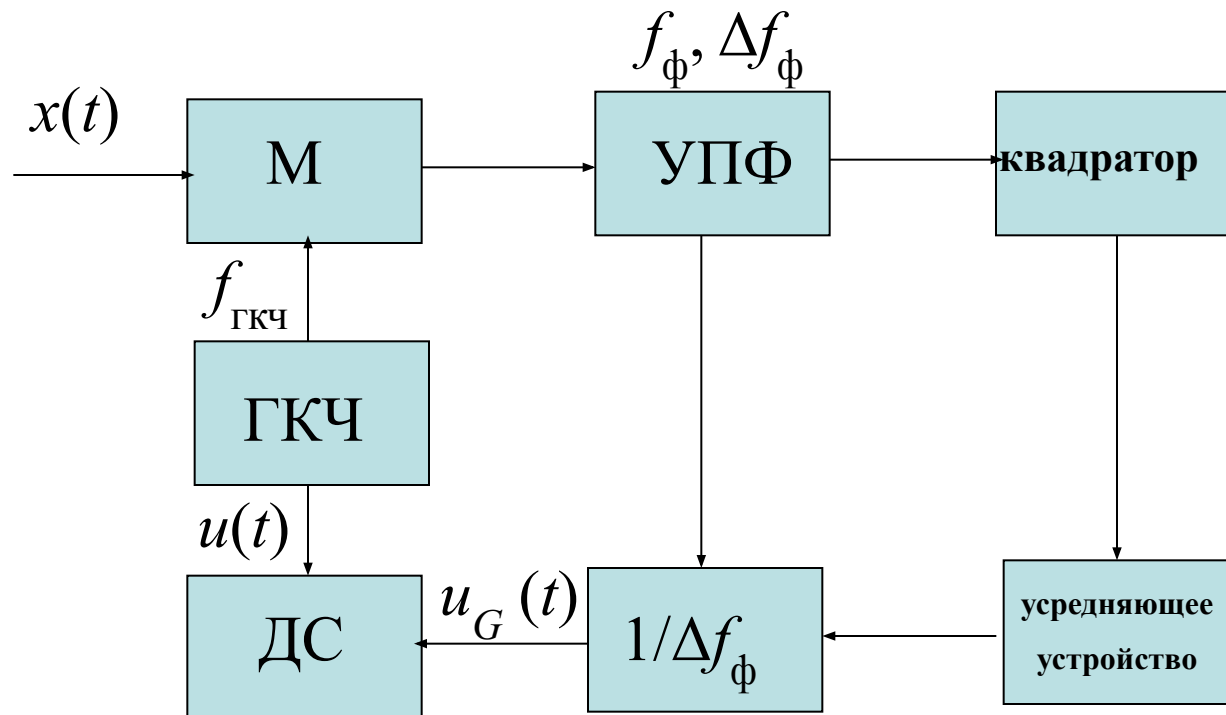 f_ф, Δf_ф
x(t)
М
УПФ
квадратор
f_гкч
ГКЧ
u(t)
ДС
u_G (t)
1/Δf_ф
усредняющее
устройство